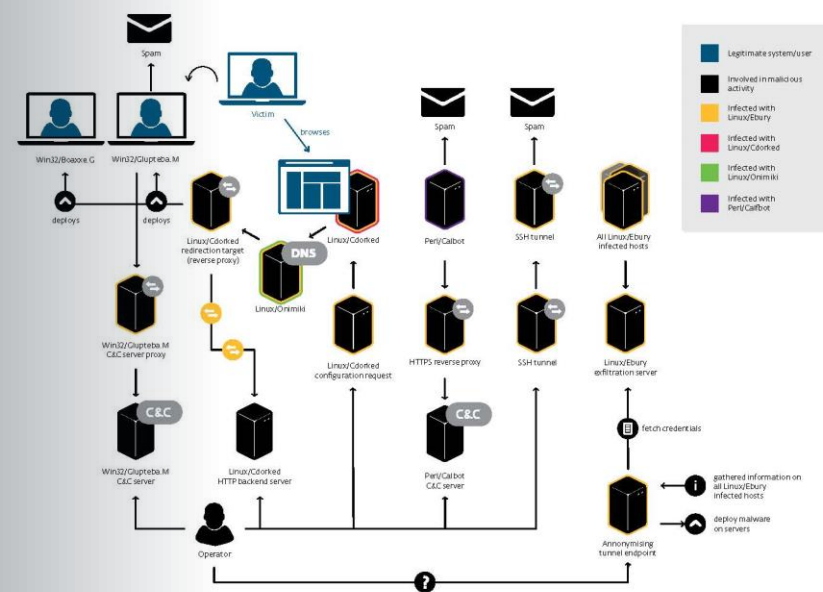 Spam
Victim
browses
Spam
Spam
Win32/Boaxxe.G
Win32/Glupteba.M
deploys
deploys
Linux/Cdorked
redirection target
(reverse proxy)
DNS
Linux/Onimiki
Linux/Cdorked
Perl/Calbot
SSH tunnel
All Linux/Ebury
infected hosts
Win32/Glupteba.M
C&C server proxy
Linux/Cdorked
configuration request
HTTPS reverse proxy
SSH tunnel
Linux/Ebury
exfiltration server
C&C
Win32/Glupteba.M
C&C server
Linux/Cdorked
HTTP backend server
C&C
Perl/Calbot
C&C server
fetch credentials
i
gathered information on
all Linux/Ebury
infected hosts
deploy malware
on servers
Annonymising
tunnel endpoint
Operator
?
Legitimate system/user
Involved in malicious
activity
Infected with
Linux/Ebury
Infected with
Linux/Cdorked
Infected with
Linux/Onimiki
Infected with
Perl/Calfbot